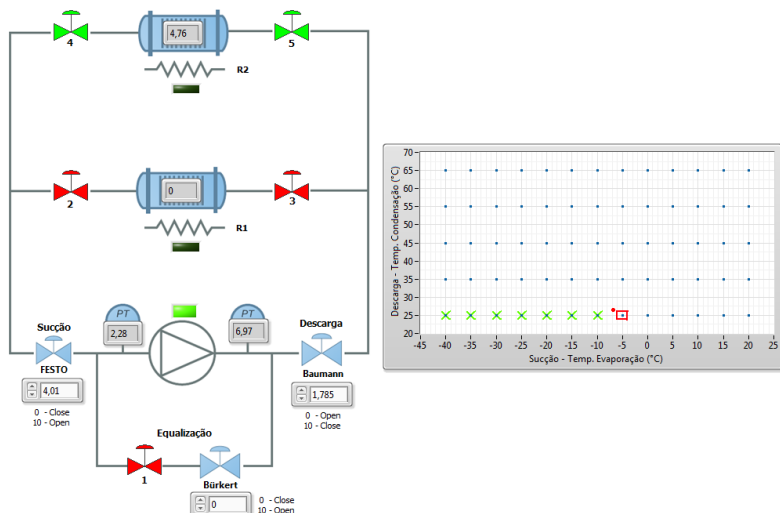 4
4,76
5
R2
2
0
3
R1
PT
PT
Sucção
2,28
6,97
Descarga
FESTO
Baumann
4,01
1,785
0 - Close
10 - Open
0 - Open
10 - Close
Equalização
1
Bürkert
0
0 - Close
10 - Open
Descarga - Temp. Condensação (°C)
70
65
60
55
50
45
40
35
30
25
20
-45 -40 -35 -30 -25 -20 -15 -10 -5 0 5 10 15 20 25
Sucção - Temp. Evaporação (°C)